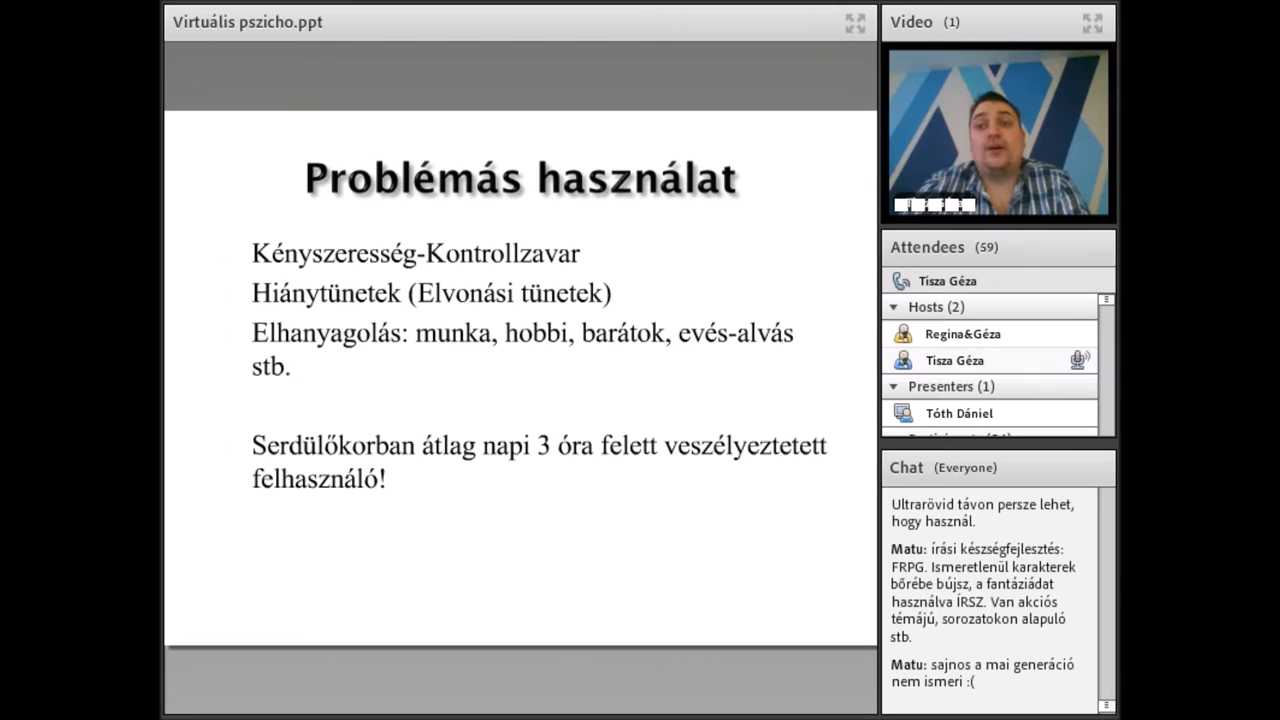 Virtuális pszicho.ppt
Problémás használat
Kényszeresség-Kontrollzavar
Hiánytünetek (Elvonási tünetek)
Elhanyagolás: munka, hobbi, barátok, evés-alvás
stb.
Serdülőkorban átlag napi 3 óra felett veszélyeztetett
felhasználó!
Video (1)
Attendees (59)
Tisza Géza
Hosts (2)
Regina&Géza
Tisza Géza
Presenters (1)
Tóth Dániel
Chat (Everyone)
Ultrarövid távon persze lehet,
hogy használ.
Matu: írási készségfejlesztés:
FRPG. Ismeretlenül karakterek
bőrébe bújsz, a fantáziádat
használva ÍRSZ. Van akciós
témájú, sorozatokon alapuló
stb.
Matu: sajnos a mai generáció
nem ismeri :(